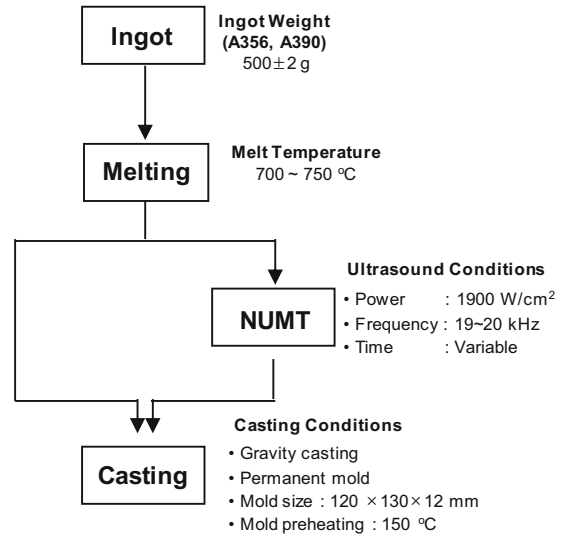 Ingot
Ingot Weight
(A356, A390)
500±2 g
Melting
Melt Temperature
700 ~ 750 ºC
NUMT
Ultrasound Conditions
• Power : 1900 W/cm²
• Frequency : 19~20 kHz
• Time : Variable
Casting
Casting Conditions
• Gravity casting
• Permanent mold
• Mold size : 120 ×130×12 mm
• Mold preheating : 150 ºC